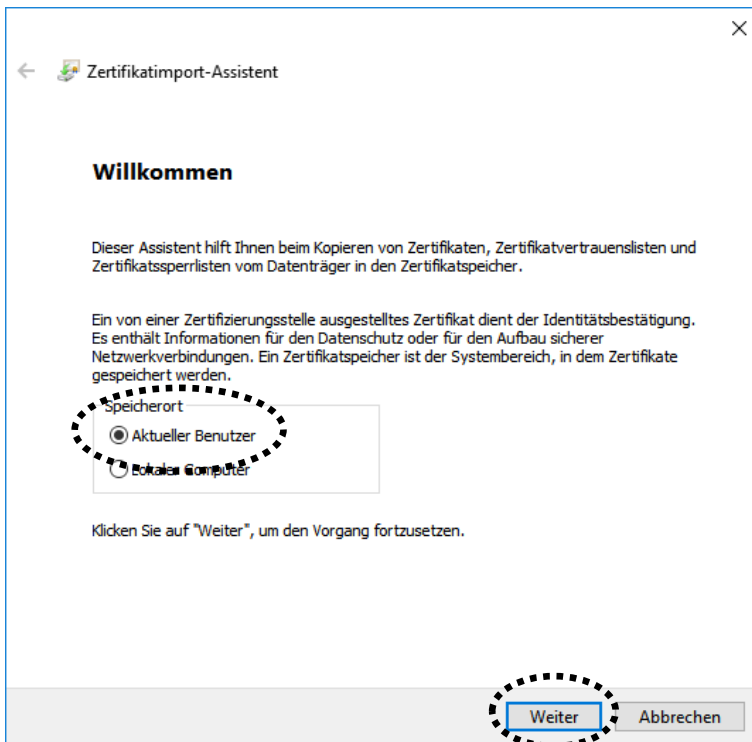 Zertifikatimport-Assistent
Willkommen
Dieser Assistent hilft Ihnen beim Kopieren von Zertifikaten, Zertifikatvertrauenslisten und
Zertifikatssperrlisten vom Datenträger in den Zertifikatspeicher.
Ein von einer Zertifizierungsstelle ausgestelltes Zertifikat dient der Identitätsbestätigung.
Es enthält Informationen für den Datenschutz oder für den Aufbau sicherer
Netzwerkverbindungen. Ein Zertifikatspeicher ist der Systembereich, in dem Zertifikate
gespeichert werden.
Speicherort
Aktueller Benutzer
Lokaler Computer
Klicken Sie auf "Weiter", um den Vorgang fortzusetzen.
Weiter Abbrechen